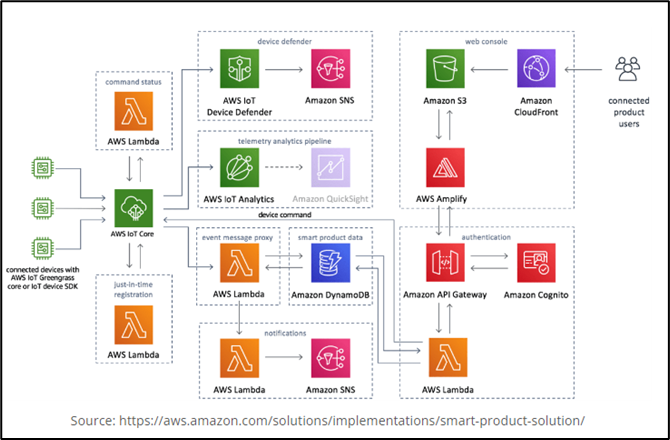 device defender
AWS IoT
Device Defender
Amazon SNS
web console
Amazon S3
Amazon
CloudFront
connected
product
users
command status
AWS Lambda
telemetry analytics pipeline
AWS IoT Analytics
Amazon QuickSight
AWS Amplify
AWS IoT Core
device command
connected devices with
AWS IoT Greengrass
core or IoT device SDK
event message proxy
AWS Lambda
smart product data
Amazon DynamoDB
authentication
Amazon API Gateway
Amazon Cognito
just-in-time
registration
AWS Lambda
notifications
AWS Lambda
Amazon SNS
AWS Lambda
Source: https://aws.amazon.com/solutions/implementations/smart-product-solution/